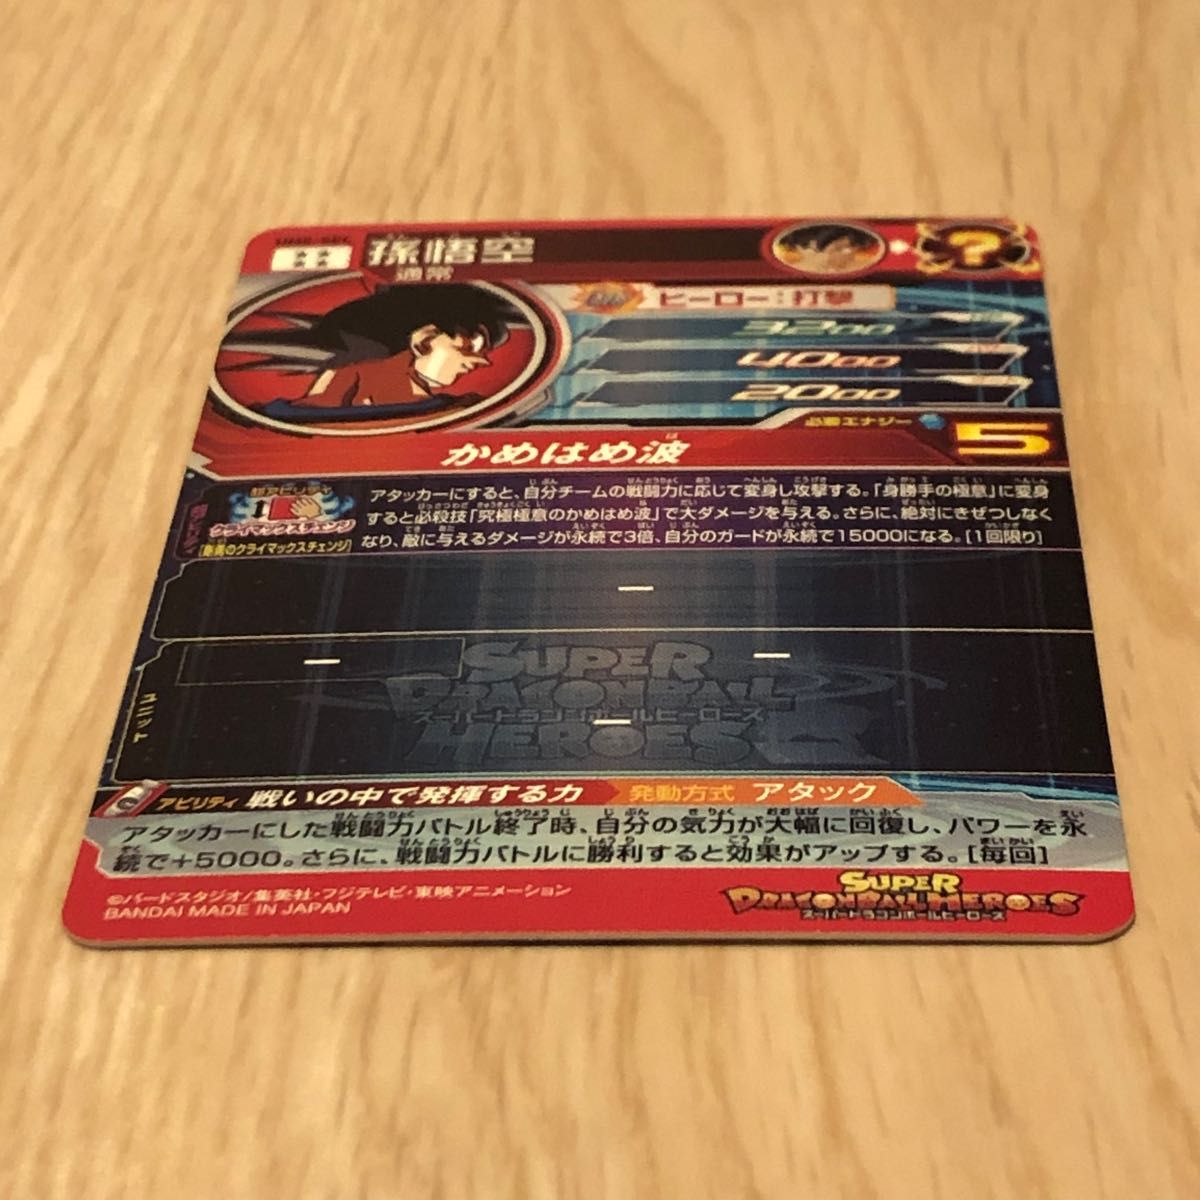 孫悟空
通常
ヒーロー:打撃
3200
4000
2000
必要エナジー 5
かめはめ波
超アビリティ
1
クライマックスチェンジ
アタッカーにすると、自分チームの戦闘力に応じて変身し攻撃する。「身勝手の極意」に変身
すると必殺技「究極極意のかめはめ波」で大ダメージを与える。さらに、絶対にきぜつしなく
なり、敵に与えるダメージが永続で3倍、自分のガードが永続で15000になる。[1回限り]
ー
ー ー
ー
ユニット
SUPER
DRAGONBALL
スーパードラゴンボールヒーローズ
HEROES
アビリティ 戦いの中で発揮する力 発動方式 アタック
アタッカーにした戦闘力バトル終了時、自分の気力が大幅に回復し、パワーを永
続で+5000。さらに、戦闘力バトルに勝利すると効果がアップする。[毎回]
©バードスタジオ/集英社・フジテレビ・東映アニメーション
BANDAI MADE IN JAPAN
SUPER
DRAGONBALL HEROES
スーパードラゴンボールヒーローズ